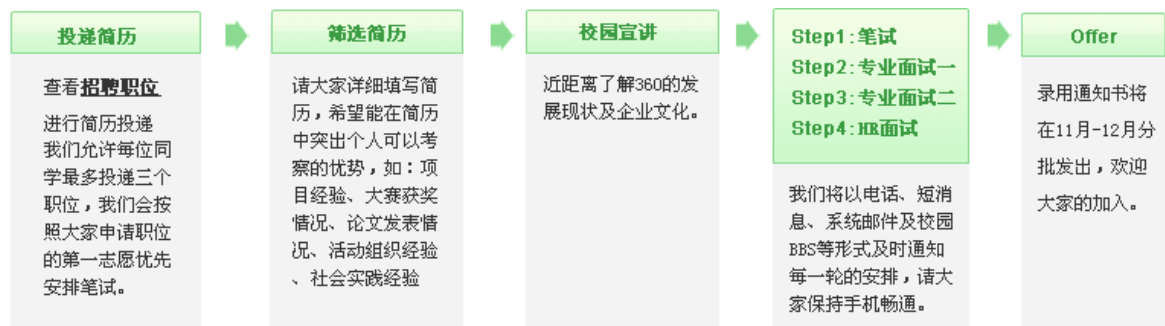 投递简历
查看招聘职位
进行简历投递
我们允许每位同
学最多投递三个
职位，我们会按
照大家申请职位
的第一志愿优先
安排笔试。
筛选简历
请大家详细填写简
历，希望能在简历
中突出个人可以考
察的优势，如：项
目经验、大赛获奖
情况、论文发表情
况、活动组织经验
、社会实践经验
校园宣讲
近距离了解360的发
展现状及企业文化。
Step1:笔试
Step2:专业面试一
Step3:专业面试二
Step4:HR面试
我们将以电话、短消
息、系统邮件及校园
BBS等形式及时通知
每一轮的安排，请大
家保持手机畅通。
Offer
录用通知书将
在11月-12月分
批发出，欢迎
大家的加入。